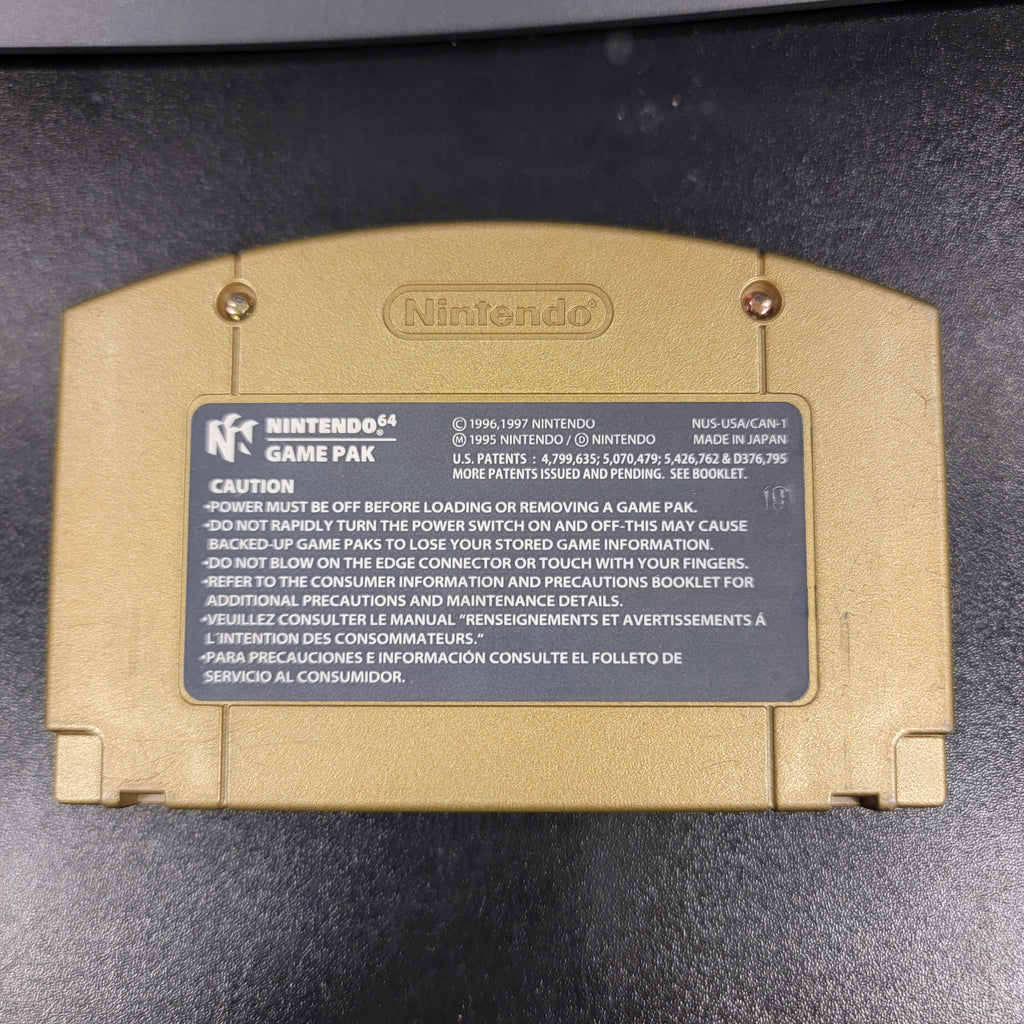 Nintendo®
NINTENDO®64
GAME PAK
© 1996,1997 NINTENDO
Ⓜ 1995 NINTENDO / Ⓓ NINTENDO
NUS-USA/CAN-1
MADE IN JAPAN
U.S. PATENTS : 4,799,635; 5,070,479; 5,426,762 & D376,795
MORE PATENTS ISSUED AND PENDING. SEE BOOKLET.
19
CAUTION
•POWER MUST BE OFF BEFORE LOADING OR REMOVING A GAME PAK.
•DO NOT RAPIDLY TURN THE POWER SWITCH ON AND OFF-THIS MAY CAUSE
BACKED-UP GAME PAKS TO LOSE YOUR STORED GAME INFORMATION.
•DO NOT BLOW ON THE EDGE CONNECTOR OR TOUCH WITH YOUR FINGERS.
•REFER TO THE CONSUMER INFORMATION AND PRECAUTIONS BOOKLET FOR
ADDITIONAL PRECAUTIONS AND MAINTENANCE DETAILS.
•VEUILLEZ CONSULTER LE MANUAL "RENSEIGNEMENTS ET AVERTISSEMENTS Á
L'INTENTION DES CONSOMMATEURS."
•PARA PRECAUCIONES E INFORMACIÓN CONSULTE EL FOLLETO DE
SERVICIO AL CONSUMIDOR.